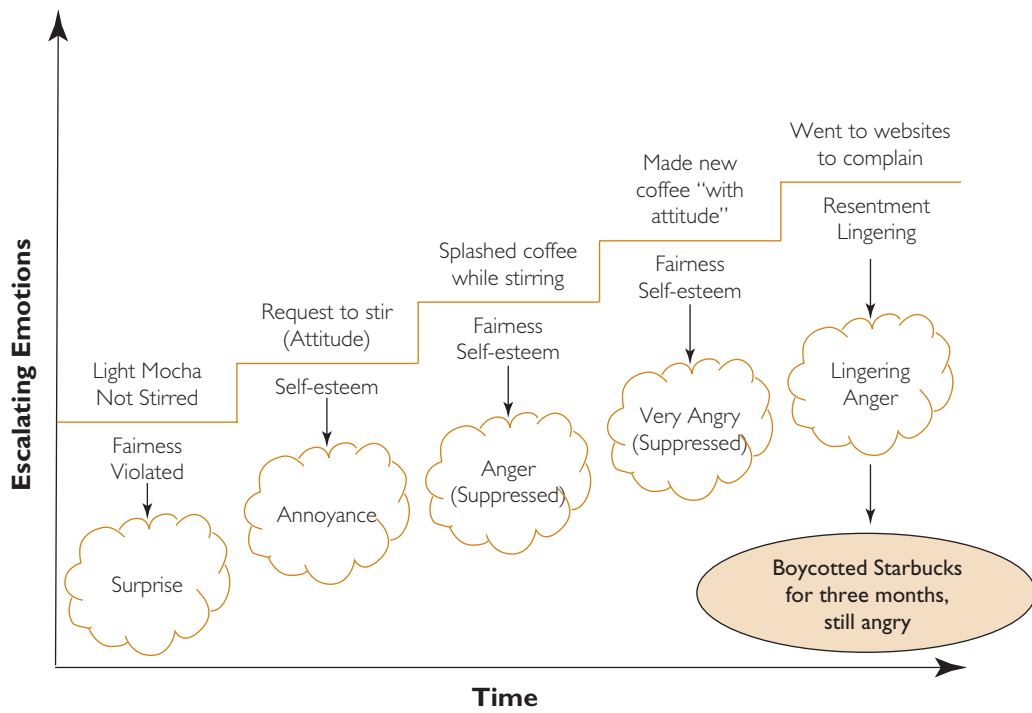 Escalating Emotions
Light Mocha
Not Stirred
Fairness
Violated
Surprise
Request to stir
(Attitude)
Self-esteem
Annoyance
Splashed coffee
while stirring
Fairness
Self-esteem
Anger
(Suppressed)
Made new
coffee “with
attitude”
Fairness
Self-esteem
Very Angry
(Suppressed)
Went to websites
to complain
Resentment
Lingering
Lingering
Anger
Boycotted Starbucks
for three months,
still angry
Time